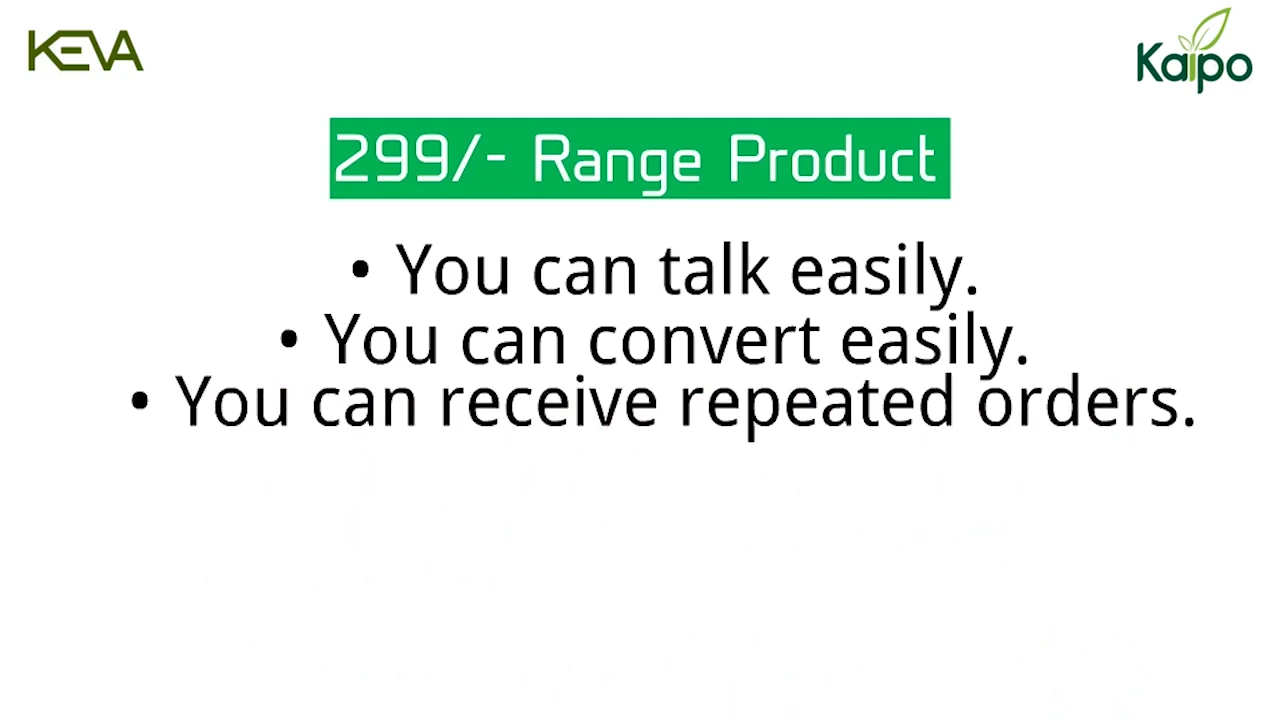 KEVA
Kaipo
299/- Range Product
• You can talk easily.
• You can convert easily.
• You can receive repeated orders.